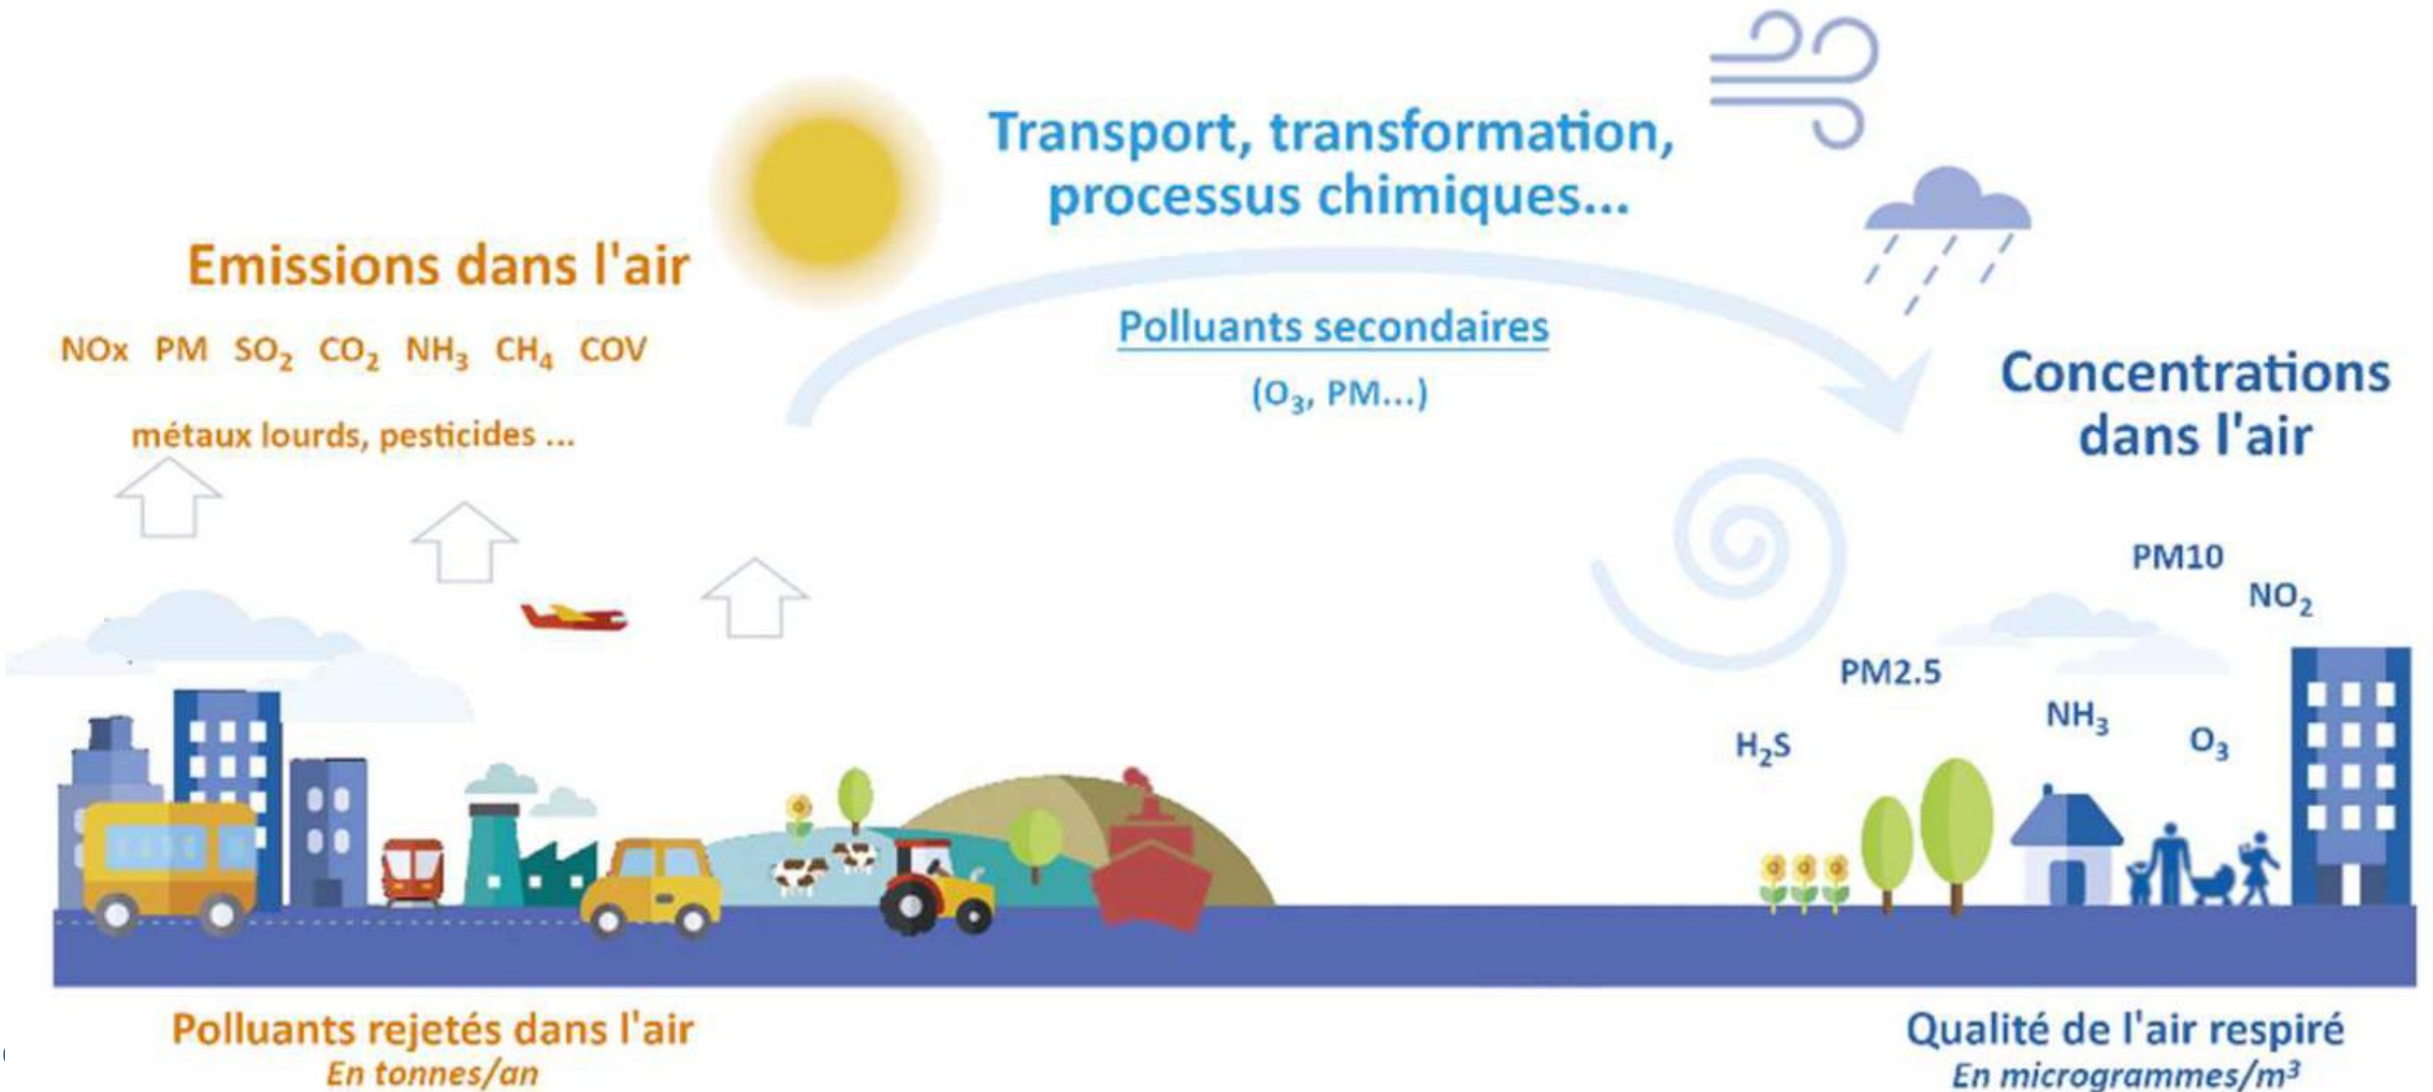 Transport, transformation,
processus chimiques...
Emissions dans l'air
NOx PM SO₂ CO₂ NH₃ CH₄ COV
métaux lourds, pesticides ...
Polluants secondaires
(O₃, PM...)
Concentrations
dans l'air
PM10
NO₂
PM2.5
NH₃
O₃
H₂S
Polluants rejetés dans l'air
En tonnes/an
Qualité de l'air respiré
En microgrammes/m³